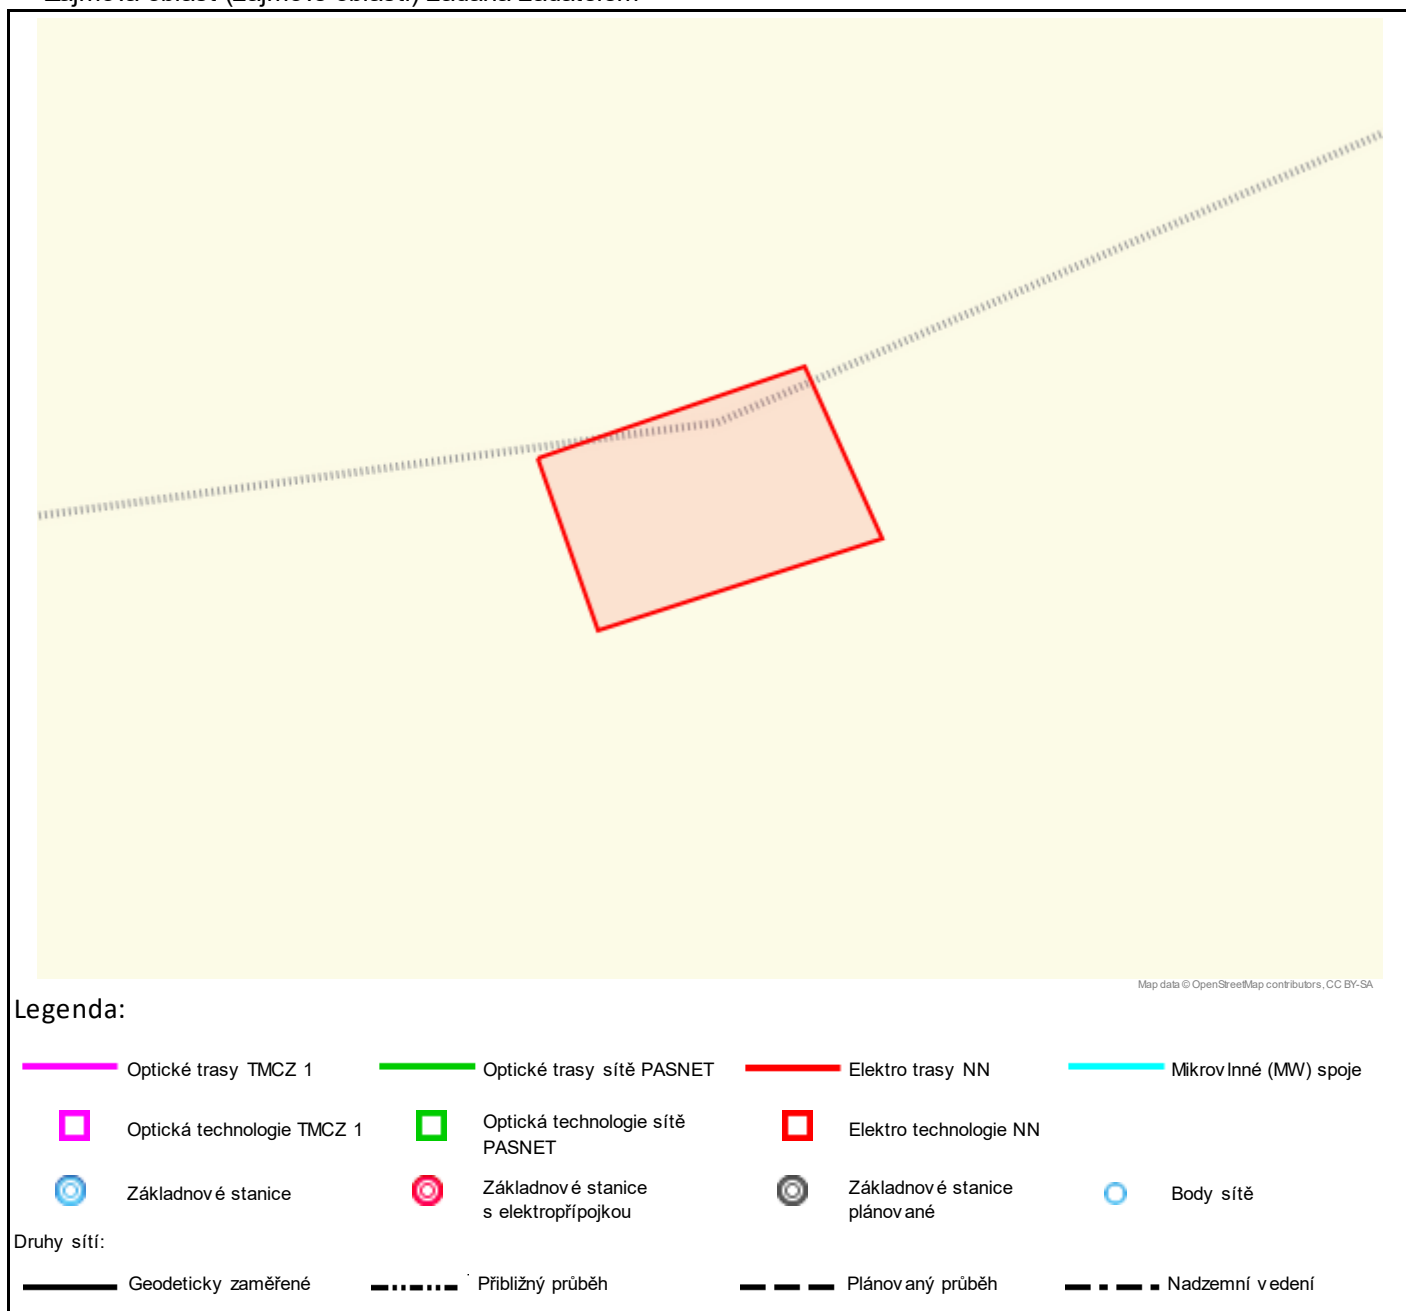 Map data © OpenStreetMap contributors, CC BY-SA
Legenda:
Optické trasy TMCZ 1
Optické trasy sítě PASNET
Elektro trasy NN
Mikrovlnné (MW) spoje
Optická technologie TMCZ 1
Optická technologie sítě
PASNET
Elektro technologie NN
Základnové stanice
Základnové stanice
s elektropřípojkou
Základnové stanice
plánované
Body sítě
Druhy sítí:
Geodeticky zaměřené
Přibližný průběh
Plánovaný průběh
Nadzemní vedení